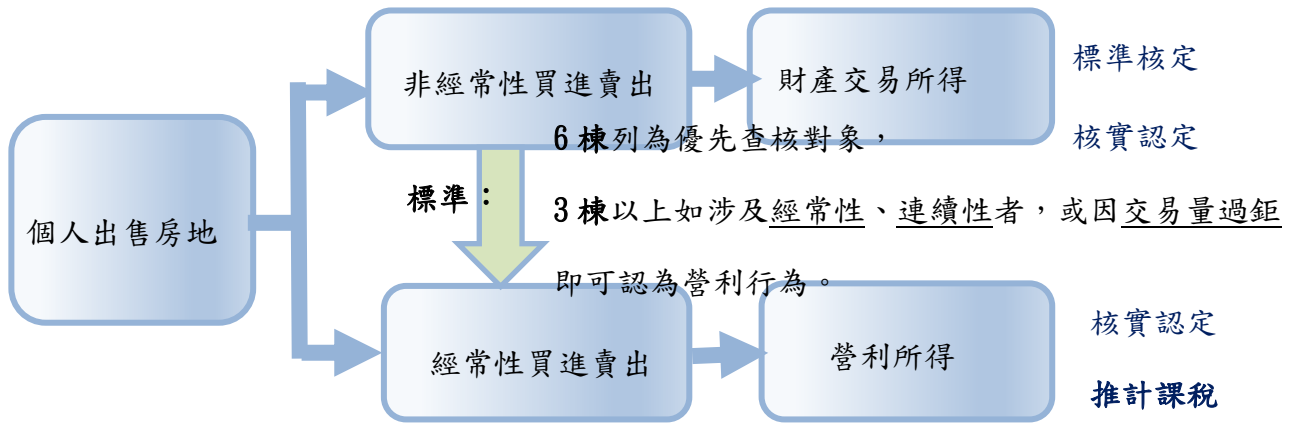 個人出售房地
非經常性買進賣出
財產交易所得
標準核定
核實認定
標準：
6棟列為優先查核對象，
3棟以上如涉及經常性、連續性者，或因交易量過鉅
即可認為營利行為。
經常性買進賣出
營利所得
核實認定
推計課稅